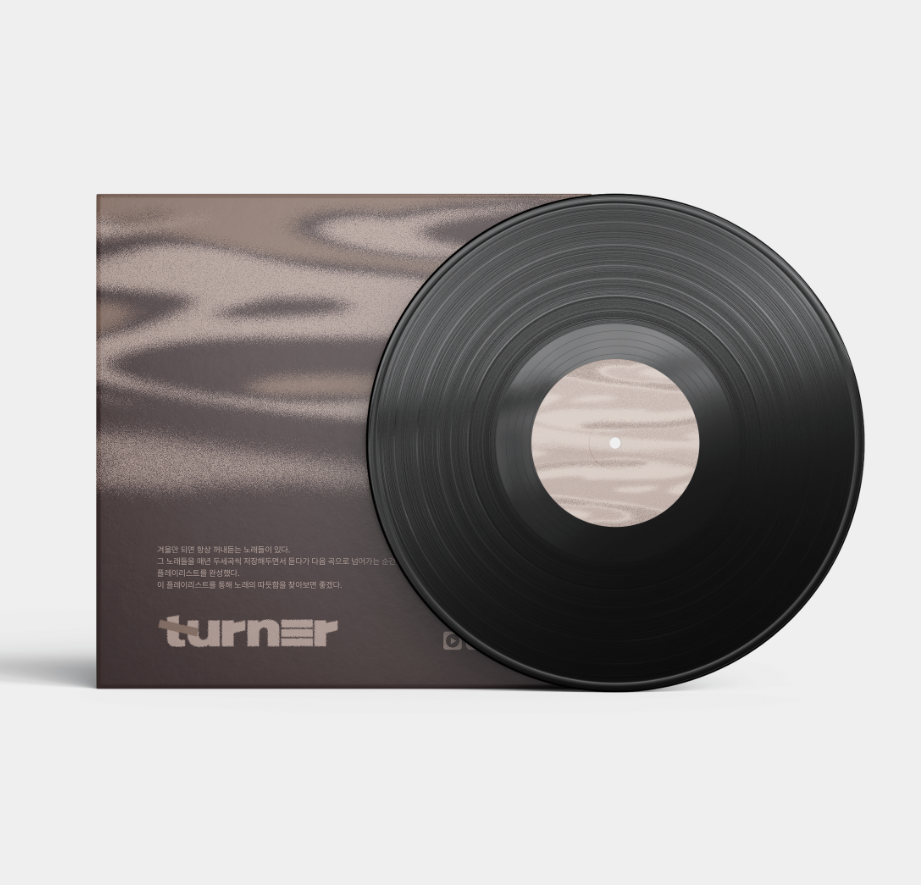 겨울만 되면 항상 꺼내듣는 노래들이 있다.
그 노래들을 매년 두세곡씩 저장해두면서 듣다가 다음 곡으로 넘어가는 순간
플레이리스트를 완성했다.
이 플레이리스트를 통해 노래의 따뜻함을 찾아보면 좋겠다.
turner